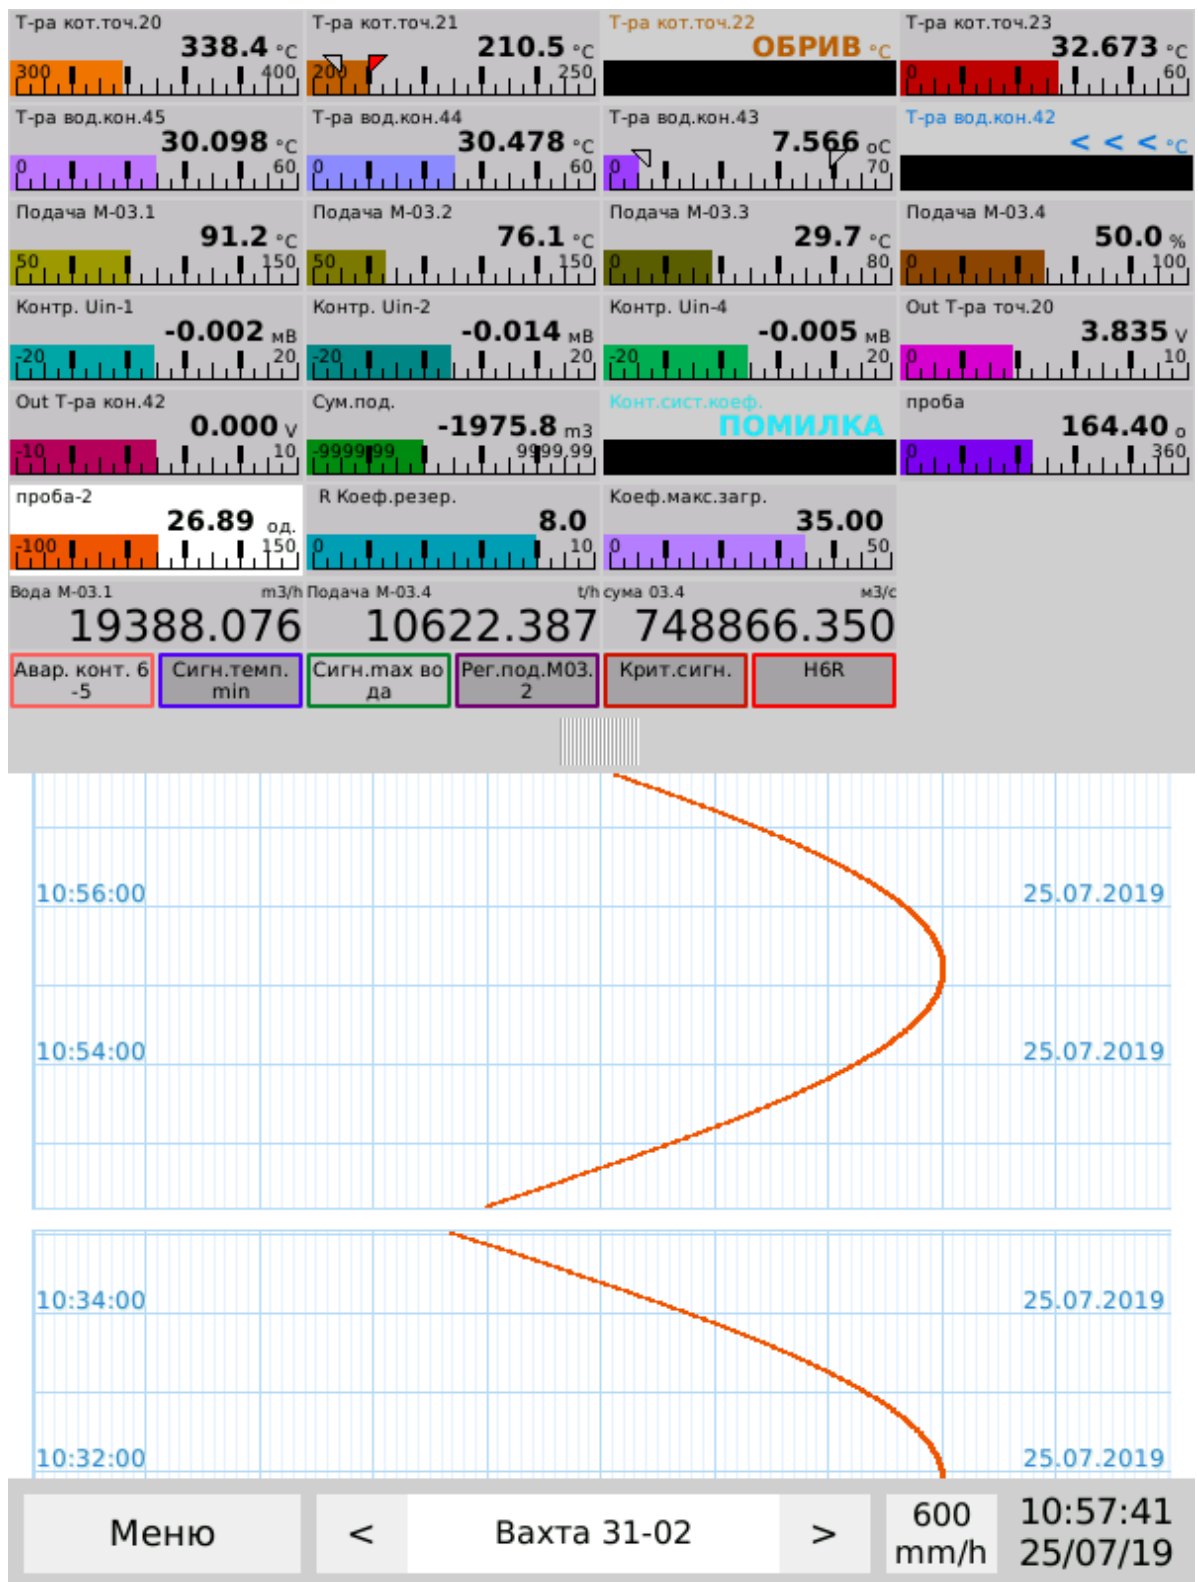 Т-ра кот.точ.20 Т-ра кот.точ.21 Т-ра кот.точ.22 Т-ра кот.точ.23
338.4 °C 210.5 °C ОБРИВ °C 32.673 °C
300 400 200 250 0 60
Т-ра вод.кон.45 Т-ра вод.кон.44 Т-ра вод.кон.43 Т-ра вод.кон.42
30.098 °C 30.478 °C 7.566 oC < < < °C
0 60 0 60 0 70
Подача М-03.1 Подача М-03.2 Подача М-03.3 Подача М-03.4
91.2 °C 76.1 °C 29.7 °C 50.0 %
50 150 50 150 0 80 0 100
Контр. Uin-1 Контр. Uin-2 Контр. Uin-4 Out Т-ра точ.20
-0.002 мВ -0.014 мВ -0.005 мВ 3.835 V
-20 20 -20 20 -20 20 0 10
Out Т-ра кон.42 Сум.под. Конт.сист.коеф. проба
0.000 V -1975.8 m3 ПОМИЛКА 164.40 o
-10 10 -9999.99 9999.99 0 360
проба-2 R Коеф.резер. Коеф.макс.загр.
26.89 од. 8.0 35.00
-100 150 0 10 0 50
Вода М-03.1 m3/h Подача М-03.4 t/h сума 03.4 м3/с
19388.076 10622.387 748866.350
Авар. конт. 6 Сигн.темп. Сигн.max во Рег.под.М03. Крит.сигн. H6R
-5 min да 2
10:56:00 25.07.2019
10:54:00 25.07.2019
10:34:00 25.07.2019
10:32:00 25.07.2019
Меню < Вахта 31-02 > 600 10:57:41
mm/h 25/07/19